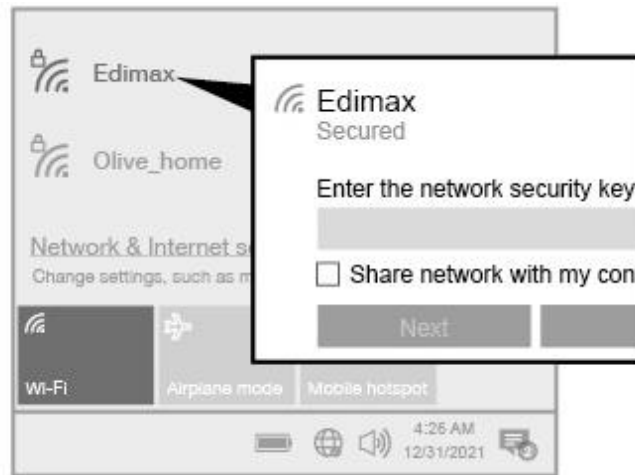 Edimax
Edimax
Secured
Olive_home
Enter the network security key
Network & Internet s
Change settings, such as m
Share network with my con
Next
Wi-Fi
Airplane mode
Mobile hotspot
4:26 AM
12/31/2021